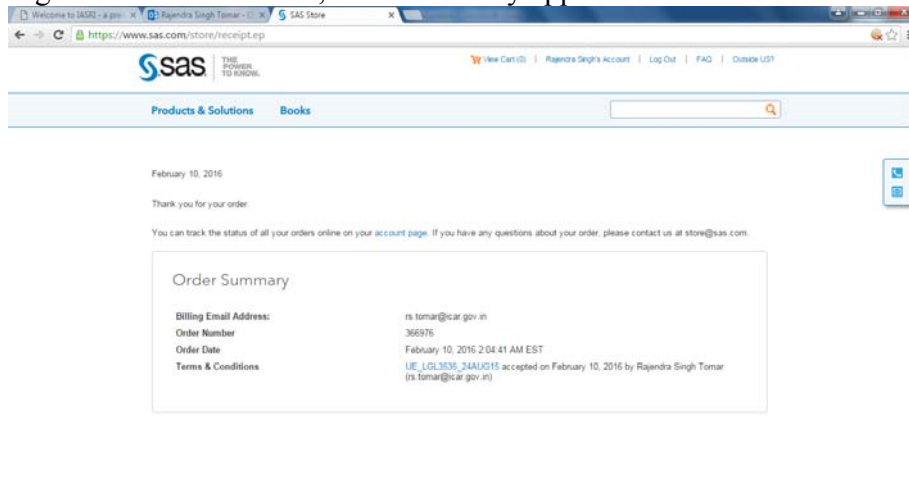 Welcome to IASRI - a pre
Rajendra Singh Tomar - O
SAS Store
https://www.sas.com/store/receipt.ep
sas THE POWER TO KNOW.
View Cart (0) | Rajendra Singh's Account | Log Out | FAQ | Outside US?
Products & Solutions Books
February 10, 2016
Thank you for your order.
You can track the status of all your orders online on your account page. If you have any questions about your order, please contact us at store@sas.com.
Order Summary
Billing Email Address: rs.tomar@icar.gov.in
Order Number 366976
Order Date February 10, 2016 2:04:41 AM EST
Terms & Conditions UE_LGL3535_24AUG15 accepted on February 10, 2016 by Rajendra Singh Tomar
(rs.tomar@icar.gov.in)